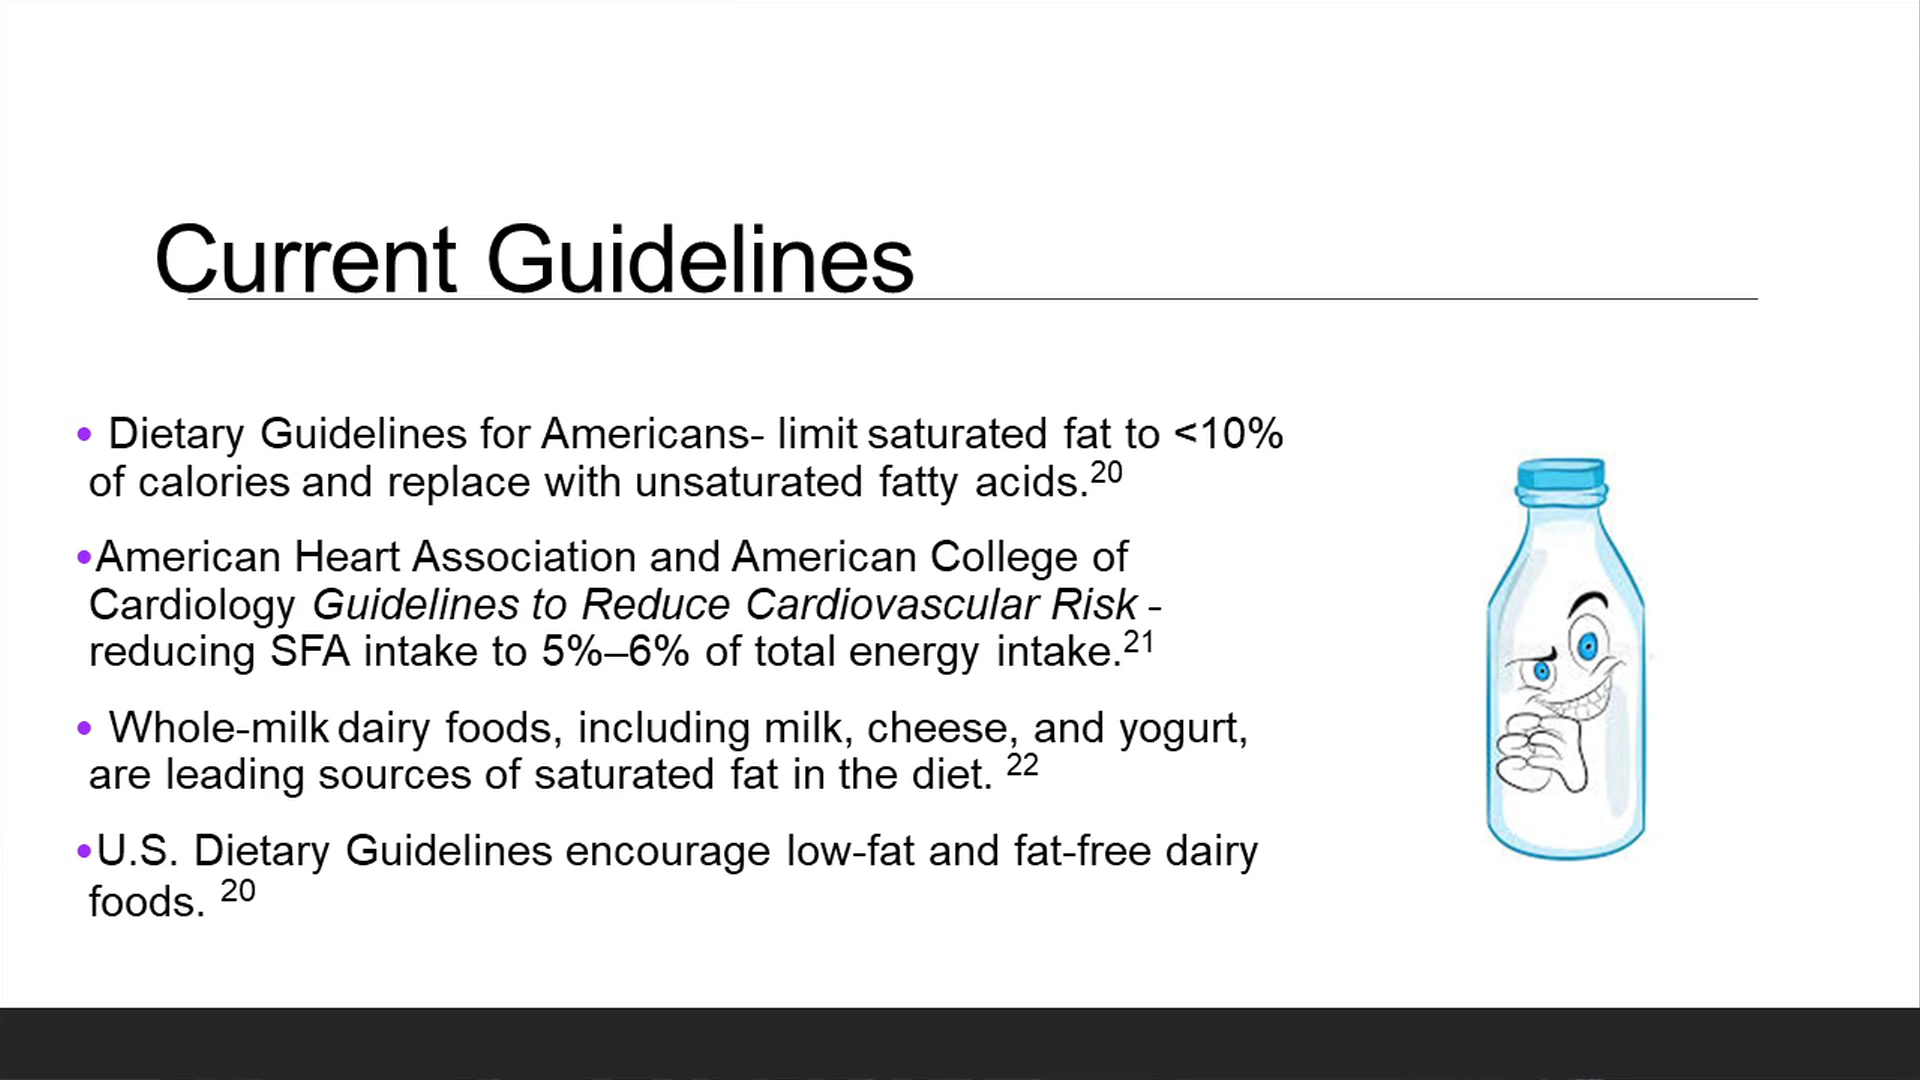 Current Guidelines
• Dietary Guidelines for Americans- limit saturated fat to <10%
of calories and replace with unsaturated fatty acids.20
•American Heart Association and American College of
Cardiology Guidelines to Reduce Cardiovascular Risk -
reducing SFA intake to 5%–6% of total energy intake.21
• Whole-milk dairy foods, including milk, cheese, and yogurt,
are leading sources of saturated fat in the diet. 22
•U.S. Dietary Guidelines encourage low-fat and fat-free dairy
foods. 20